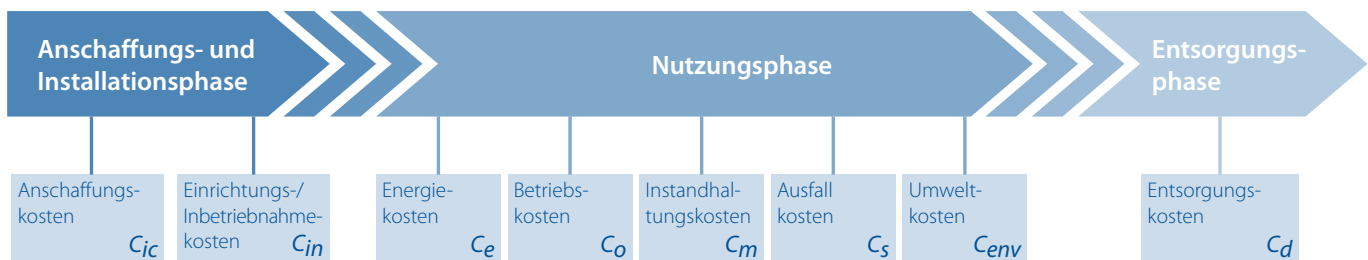 Anschaffungs- und
Installationsphase
Nutzungsphase
Entsorgungs-
phase
Anschaffungs-
kosten
Cic
Einrichtungs-/
Inbetriebnahme-
kosten
Cin
Energie-
kosten
Ce
Betriebs-
kosten
Co
Instandhal-
tungskosten
Cm
Ausfall
kosten
Cs
Umwelt-
kosten
Cenv
Entsorgungs-
kosten
Cd